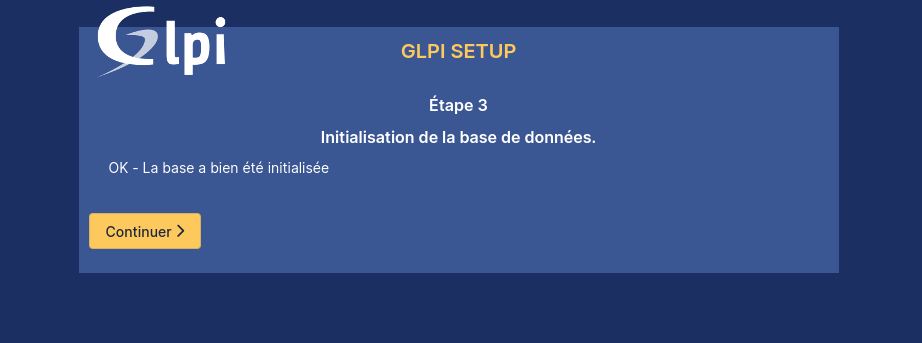 Glpi
GLPI SETUP
Étape 3
Initialisation de la base de données.
OK - La base a bien été initialisée
Continuer